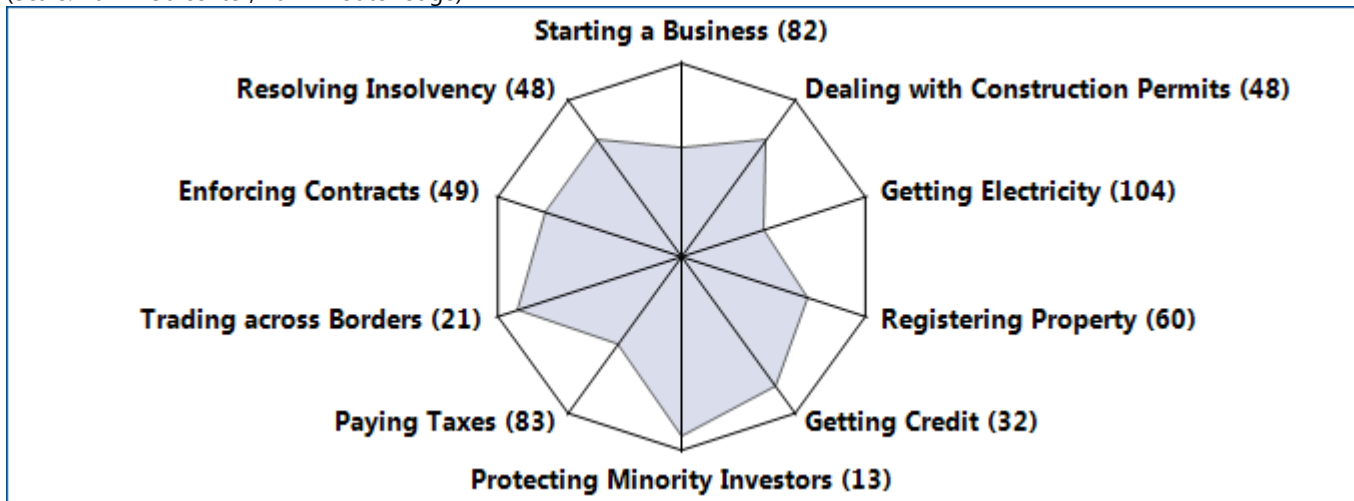 Starting a Business (82)
Resolving Insolvency (48)
Dealing with Construction Permits (48)
Enforcing Contracts (49)
Getting Electricity (104)
Trading across Borders (21)
Registering Property (60)
Paying Taxes (83)
Getting Credit (32)
Protecting Minority Investors (13)